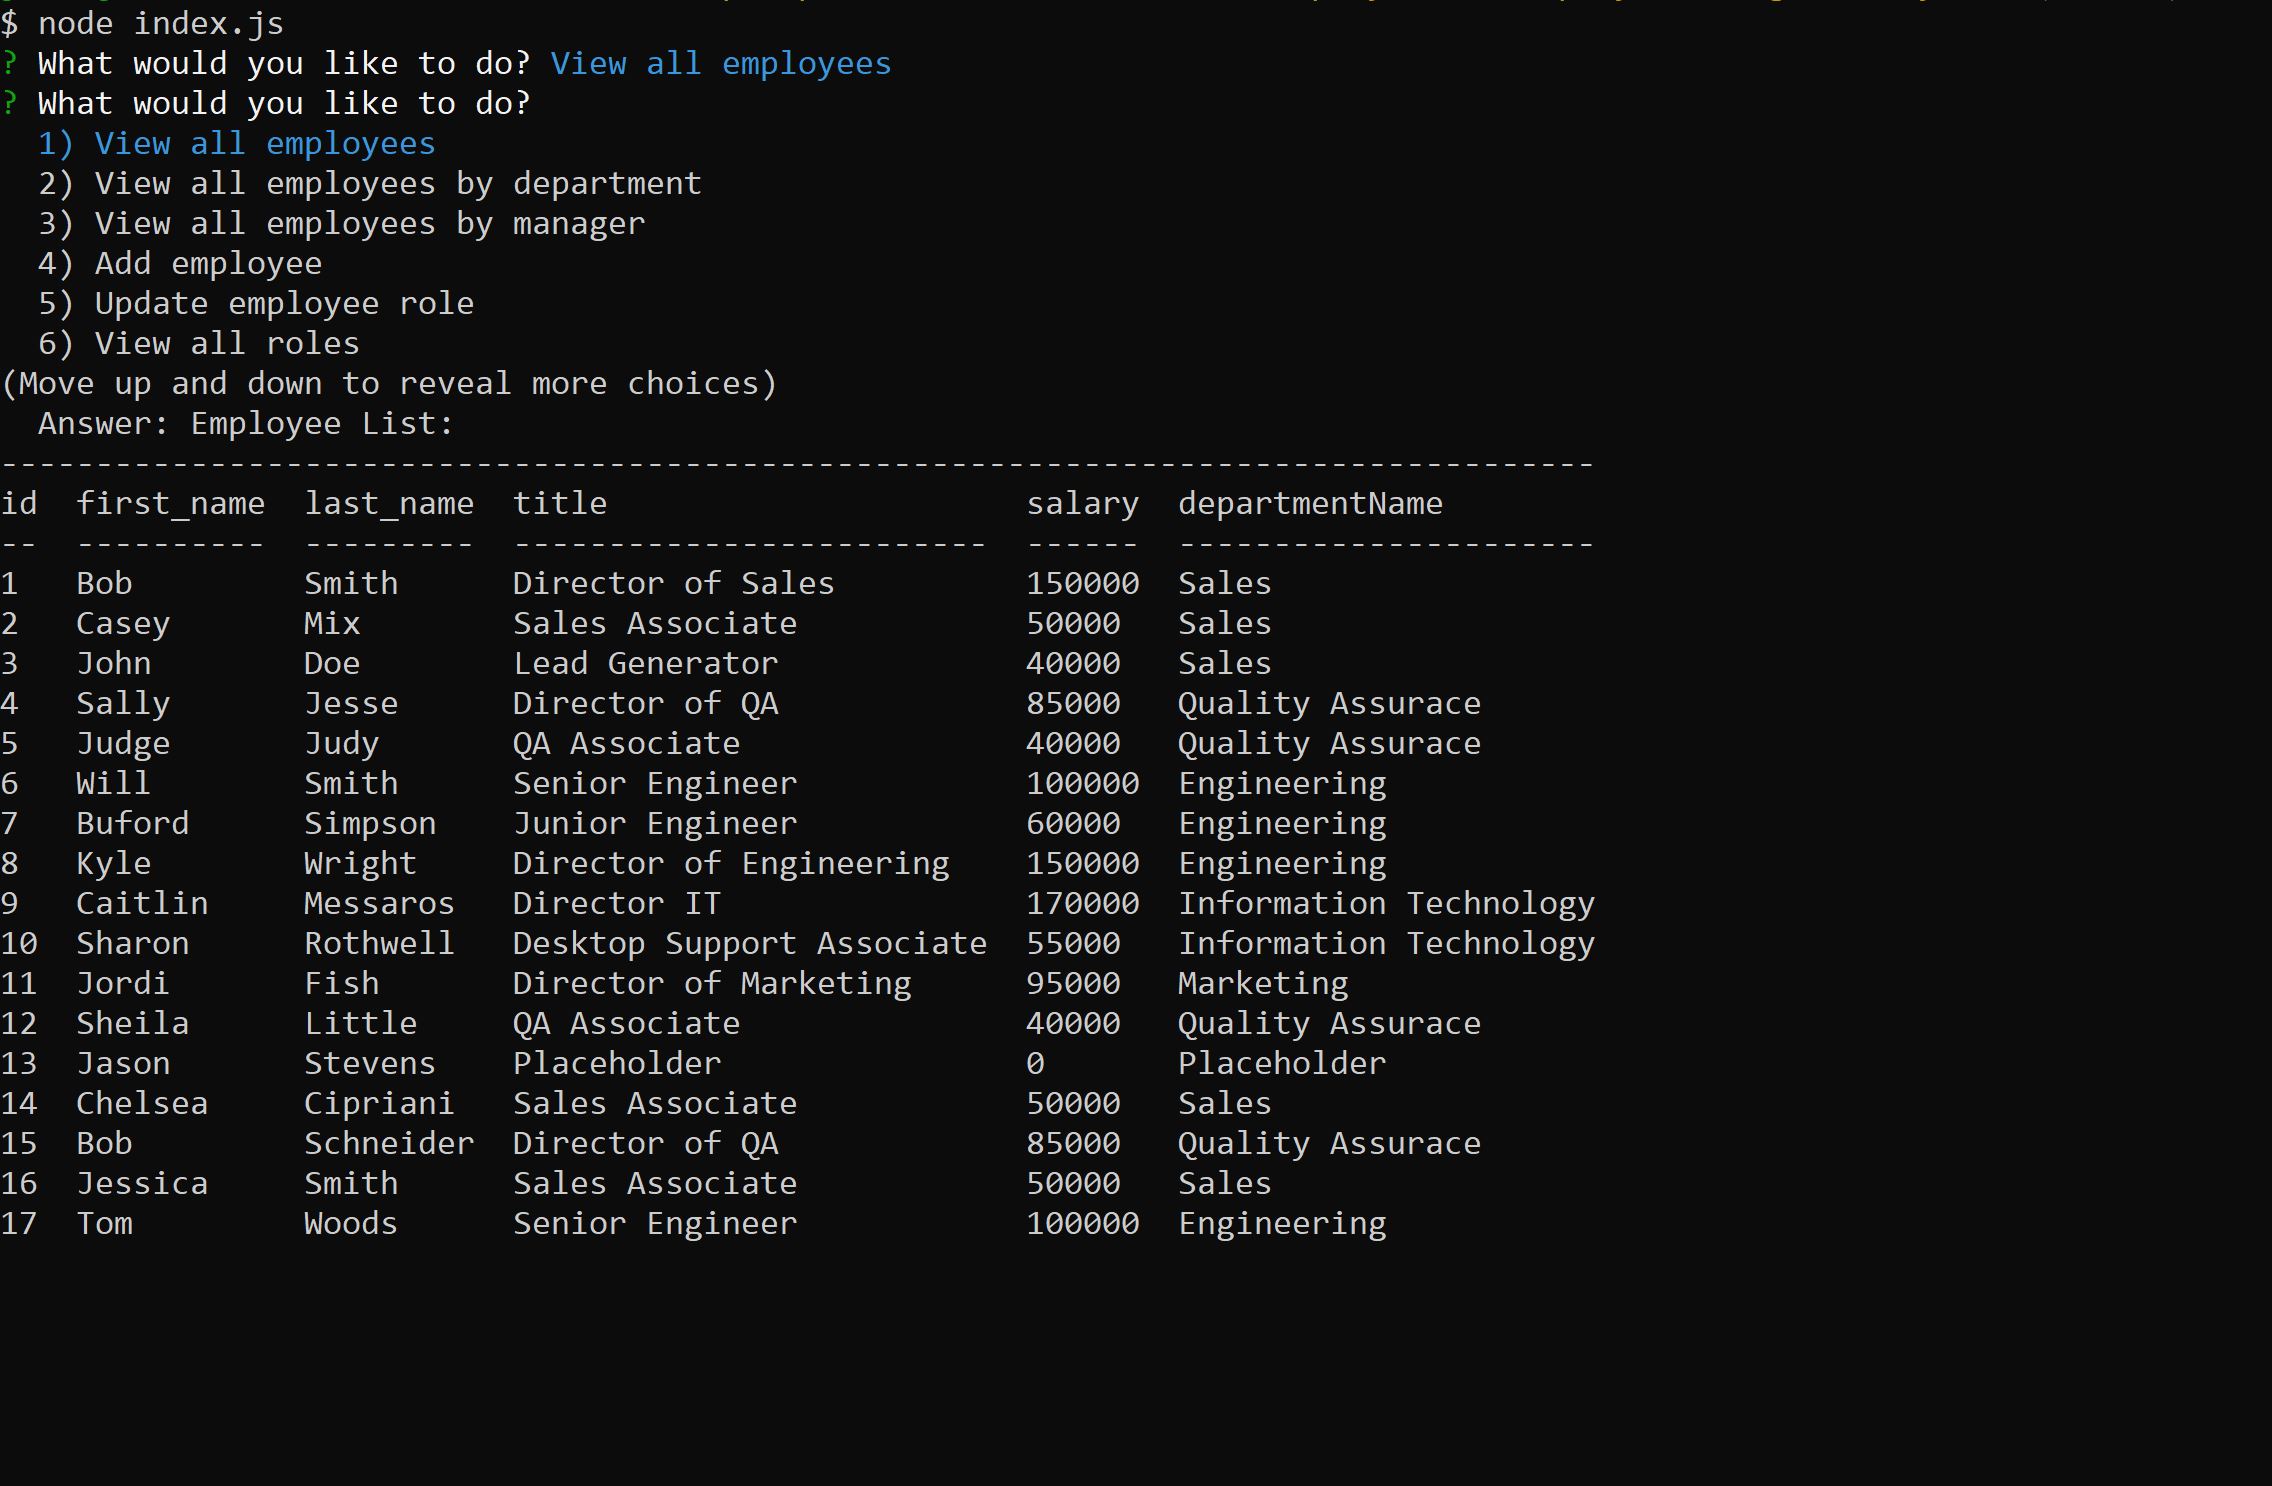 $ node index.js
? What would you like to do? View all employees
? What would you like to do?
  1) View all employees
  2) View all employees by department
  3) View all employees by manager
  4) Add employee
  5) Update employee role
  6) View all roles
(Move up and down to reveal more choices)
  Answer: Employee List:
------------------------------------------------------------------------------------
id  first_name  last_name  title                      salary  departmentName
--  ----------  ---------  -------------------------  ------  ----------------------
1   Bob         Smith      Director of Sales          150000  Sales
2   Casey       Mix        Sales Associate            50000   Sales
3   John        Doe        Lead Generator             40000   Sales
4   Sally       Jesse      Director of QA             85000   Quality Assurace
5   Judge       Judy       QA Associate               40000   Quality Assurace
6   Will        Smith      Senior Engineer            100000  Engineering
7   Buford      Simpson    Junior Engineer            60000   Engineering
8   Kyle        Wright     Director of Engineering    150000  Engineering
9   Caitlin     Messaros   Director IT                170000  Information Technology
10  Sharon      Rothwell   Desktop Support Associate  55000   Information Technology
11  Jordi       Fish       Director of Marketing      95000   Marketing
12  Sheila      Little     QA Associate               40000   Quality Assurace
13  Jason       Stevens    Placeholder                0       Placeholder
14  Chelsea     Cipriani   Sales Associate            50000   Sales
15  Bob         Schneider  Director of QA             85000   Quality Assurace
16  Jessica     Smith      Sales Associate            50000   Sales
17  Tom         Woods      Senior Engineer            100000  Engineering